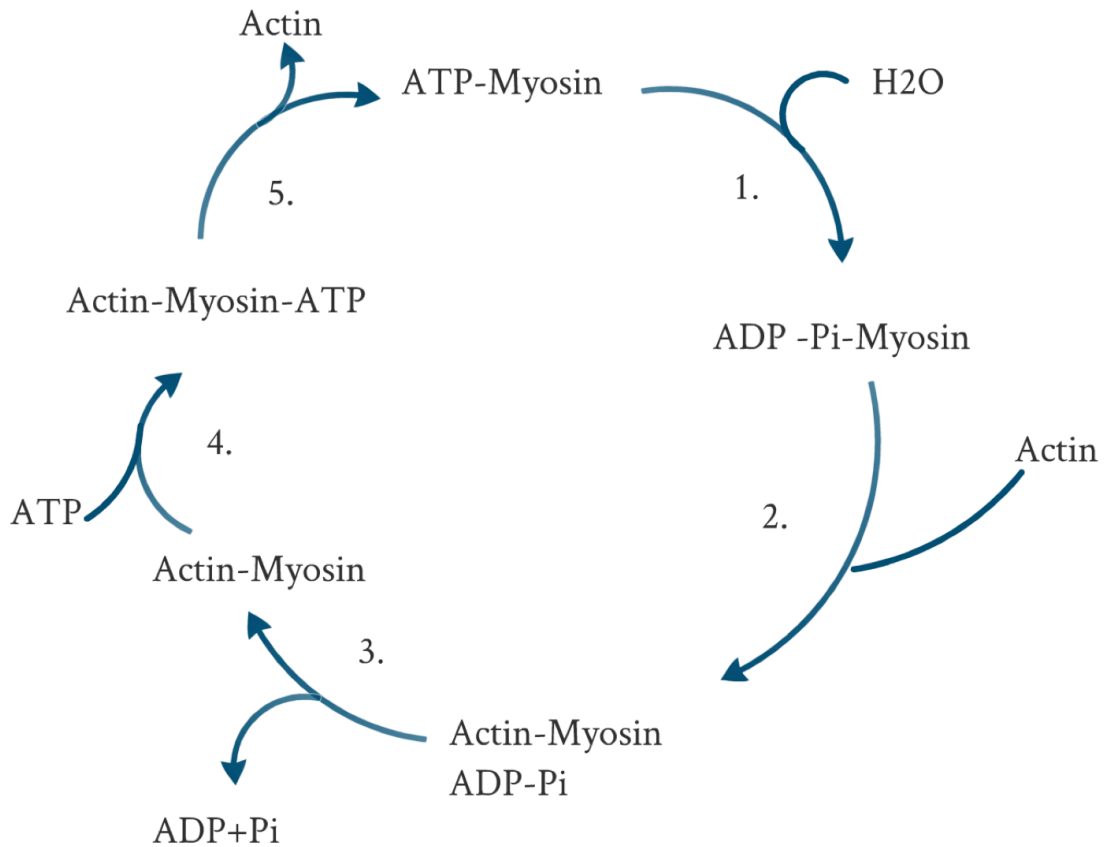 Actin
ATP-Myosin
H2O
1.
5.
Actin-Myosin-ATP
ADP -Pi-Myosin
4.
Actin
2.
ATP
Actin-Myosin
3.
Actin-Myosin
ADP-Pi
ADP+Pi